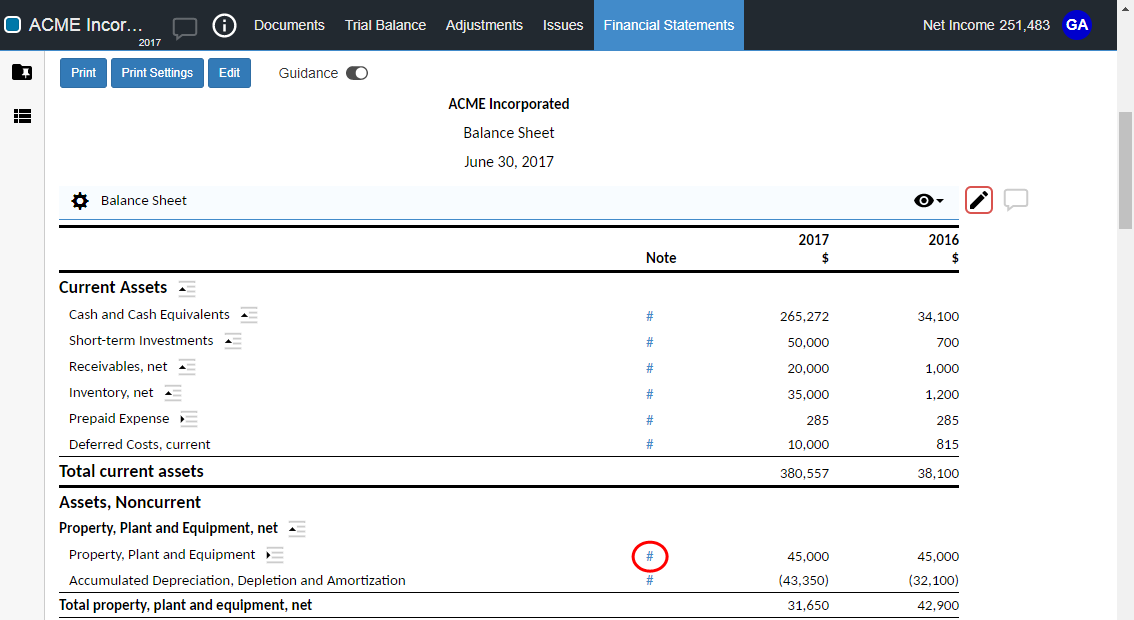 ACME Incor... 2017 Documents Trial Balance Adjustments Issues Financial Statements Net Income 251,483 GA
Print Print Settings Edit Guidance
ACME Incorporated
Balance Sheet
June 30, 2017
Balance Sheet
2017 2016
Note $ $
Current Assets
Cash and Cash Equivalents # 265,272 34,100
Short-term Investments # 50,000 700
Receivables, net # 20,000 1,000
Inventory, net # 35,000 1,200
Prepaid Expense # 285 285
Deferred Costs, current # 10,000 815
Total current assets 380,557 38,100
Assets, Noncurrent
Property, Plant and Equipment, net
Property, Plant and Equipment # 45,000 45,000
Accumulated Depreciation, Depletion and Amortization # (43,350) (32,100)
Total property, plant and equipment, net 31,650 42,900